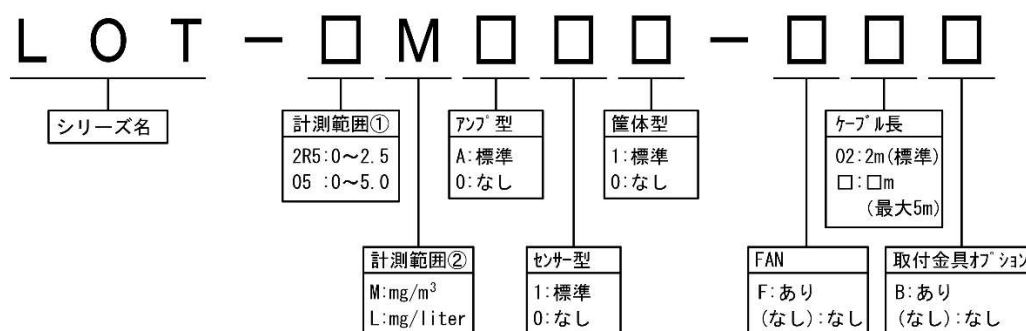 LOT-□M□□□-□□□
シリーズ名
計測範囲①
2R5:0～2.5
05 :0～5.0
ｱﾝﾌﾟ型
A:標準
0:なし
筐体型
1:標準
0:なし
ｹｰﾌﾞﾙ長
02:2m(標準)
□:□m
(最大5m)
計測範囲②
M:mg/m³
L:mg/liter
ｾﾝｻｰ型
1:標準
0:なし
FAN
F:あり
(なし):なし
取付金具ｵﾌﾟｼｮﾝ
B:あり
(なし):なし